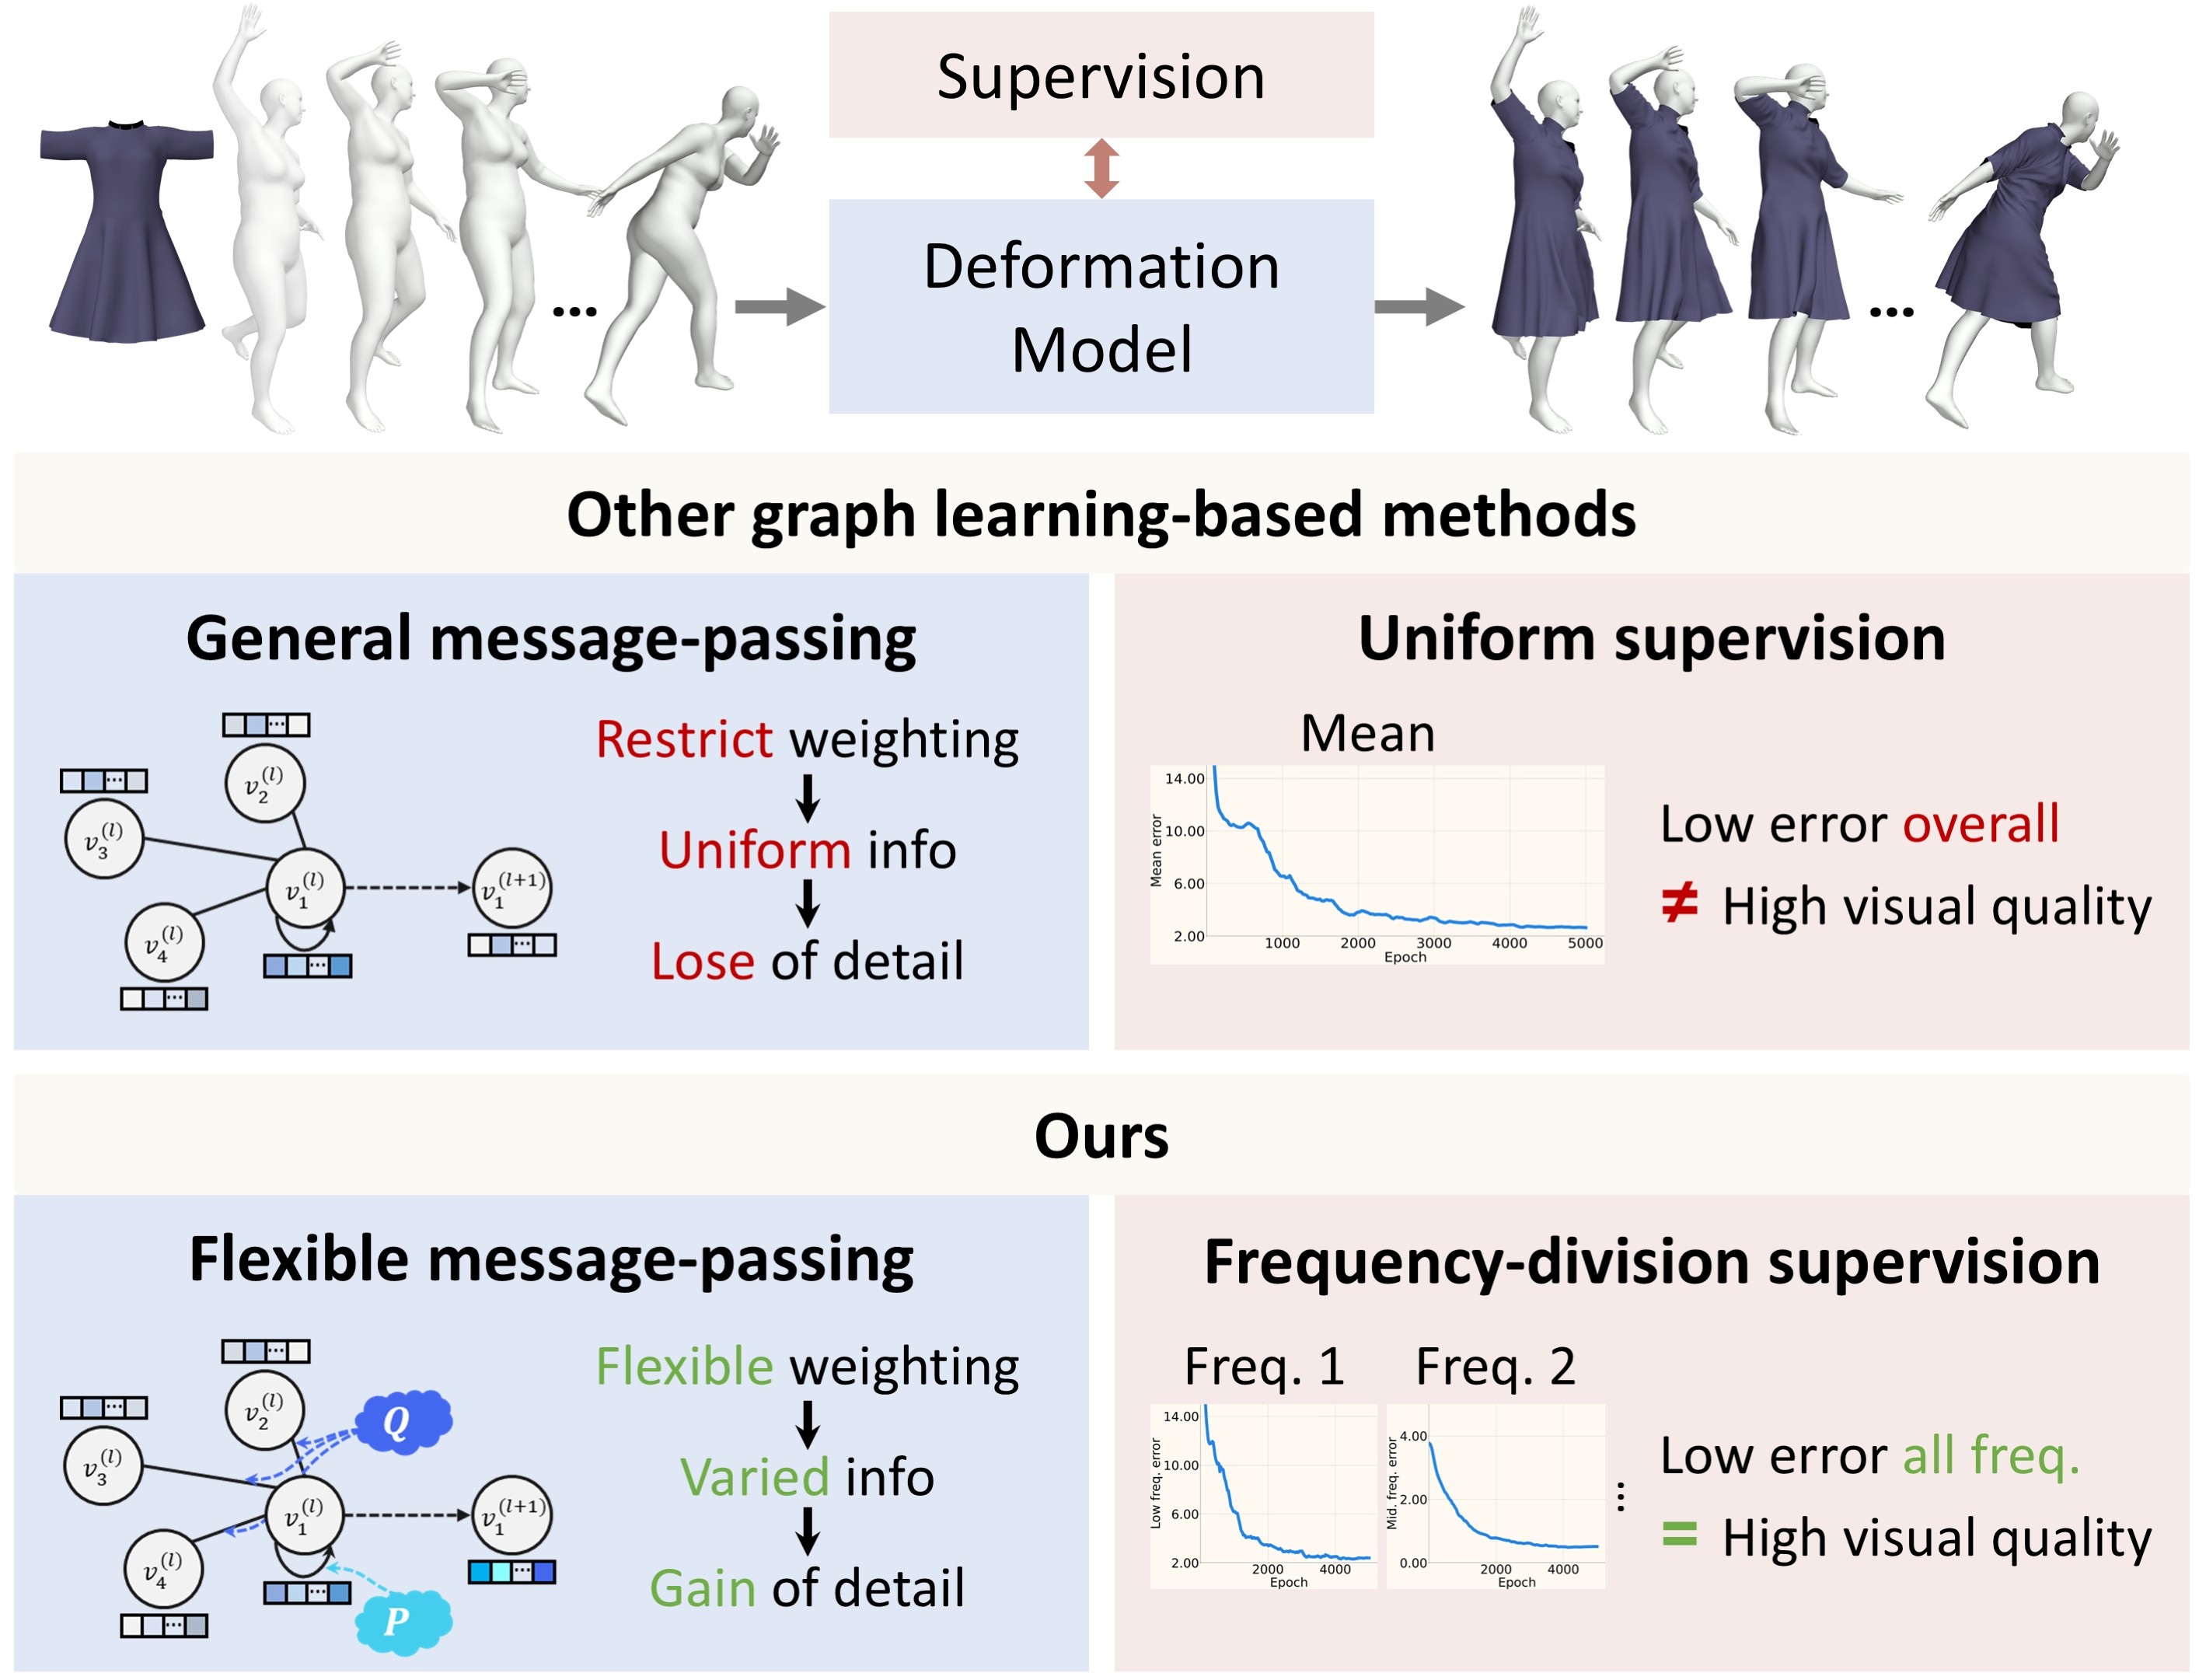 Supervision
Deformation
Model
...
...
Other graph learning-based methods
General message-passing
v_2^{(l)}
v_3^{(l)}
v_1^{(l)}
v_1^{(l+1)}
v_4^{(l)}
Restrict weighting
Uniform info
Lose of detail
Uniform supervision
Mean
Mean error
14.00
10.00
6.00
2.00
1000 2000 3000 4000 5000
Epoch
Low error overall
≠ High visual quality
Ours
Flexible message-passing
v_2^{(l)}
Q
v_3^{(l)}
v_1^{(l)}
v_1^{(l+1)}
v_4^{(l)}
P
Flexible weighting
Varied info
Gain of detail
Frequency-division supervision
Freq. 1
Low freq. error
14.00
10.00
6.00
2.00
2000 4000
Epoch
Freq. 2
Mid. freq. error
4.00
2.00
0.00
2000 4000
Epoch
⋮
Low error all freq.
= High visual quality